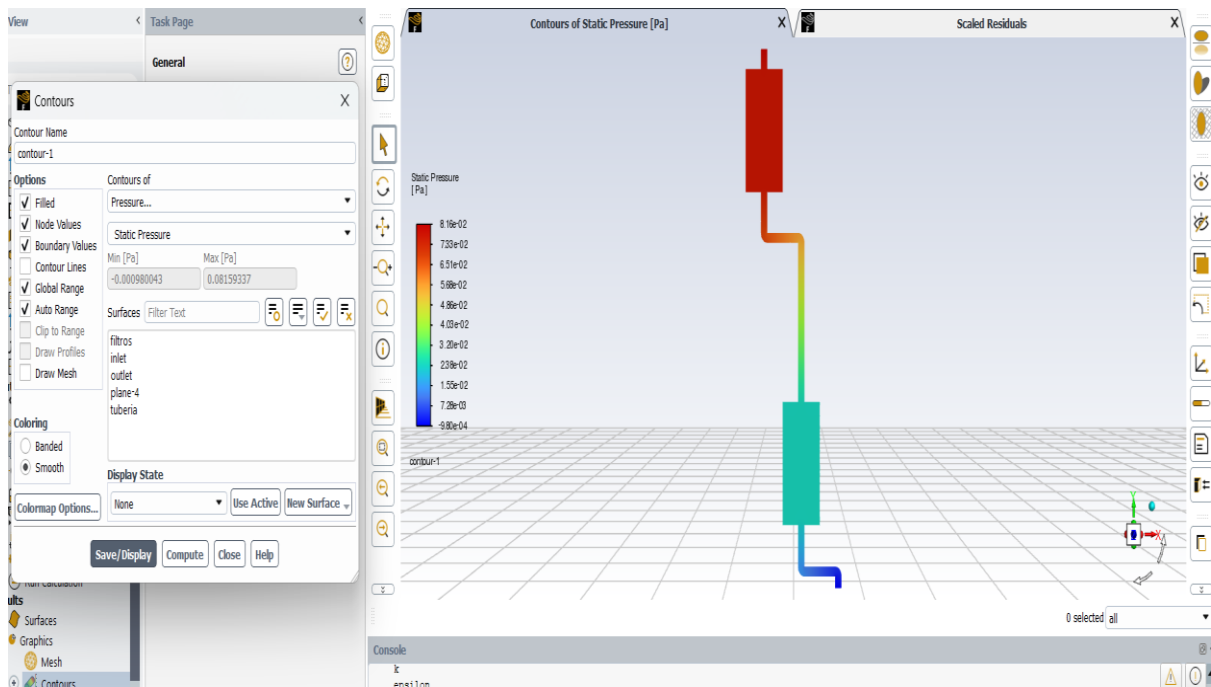 View
Task Page
General
Contours
Contour Name
contour-1
Options
Filled
Node Values
Boundary Values
Contour Lines
Global Range
Auto Range
Clip to Range
Draw Profiles
Draw Mesh
Coloring
Banded
Smooth
Colormap Options...
Contours of
Pressure...
Static Pressure
Min [Pa]
Max [Pa]
-0.000980043
0.08159337
Surfaces
Filter Text
filtros
inlet
outlet
plane-4
tuberia
Display State
None
Use Active
New Surface
Save/Display
Compute
Close
Help
Run Calculation
ults
Surfaces
Graphics
Mesh
Contours
Contours of Static Pressure [Pa]
X
Scaled Residuals
X
Static Pressure
[Pa]
8.16e-02
7.33e-02
6.51e-02
5.68e-02
4.86e-02
4.03e-02
3.20e-02
2.38e-02
1.55e-02
7.28e-03
-9.80e-04
contour-1
Y
X
0 selected
all
Console
k
epsilon